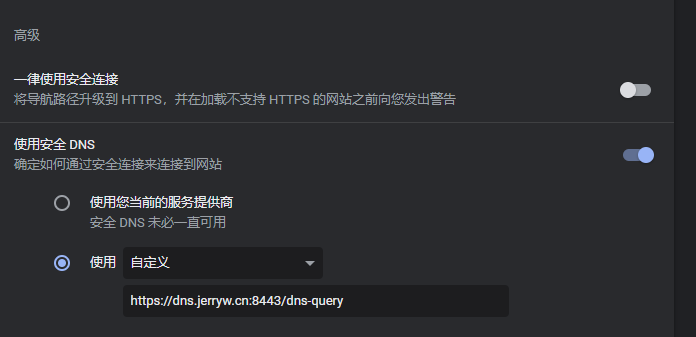 高级
一律使用安全连接
将导航路径升级到 HTTPS，并在加载不支持 HTTPS 的网站之前向您发出警告
使用安全 DNS
确定如何通过安全连接来连接到网站
使用您当前的服务提供商
安全 DNS 未必一直可用
使用 自定义
https://dns.jerryw.cn:8443/dns-query